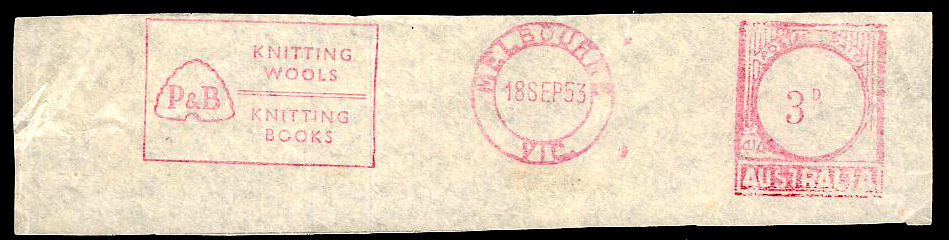 P&B
KNITTING
WOOLS
KNITTING
BOOKS
MELBOURNE
18SEP53
VIC.
3D
AUSTRALIA